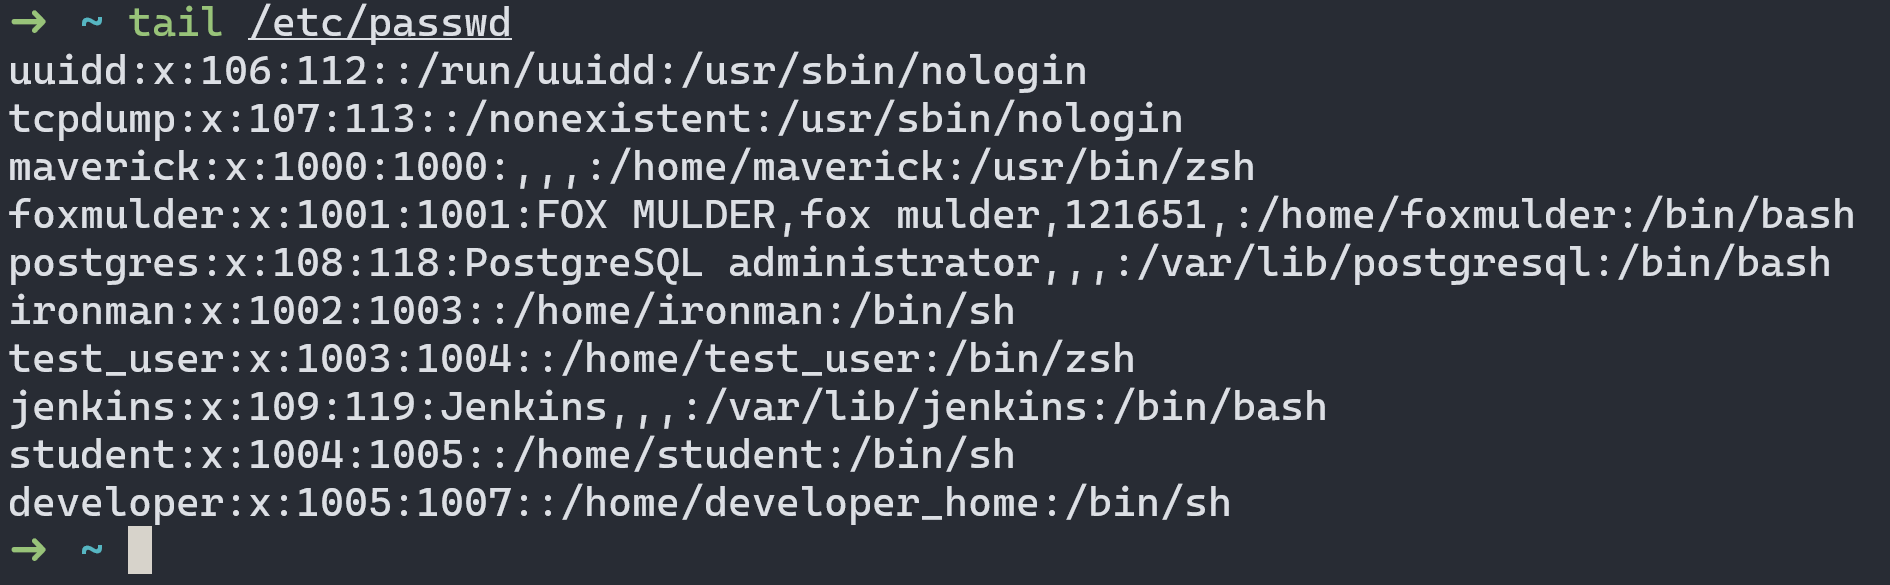 → ~ tail /etc/passwd
uuidd:x:106:112::/run/uuidd:/usr/sbin/nologin
tcpdump:x:107:113::/nonexistent:/usr/sbin/nologin
maverick:x:1000:1000:,,,:/home/maverick:/usr/bin/zsh
foxmulder:x:1001:1001:FOX MULDER,fox mulder,121651,:/home/foxmulder:/bin/bash
postgres:x:108:118:PostgreSQL administrator,,,:/var/lib/postgresql:/bin/bash
ironman:x:1002:1003::/home/ironman:/bin/sh
test_user:x:1003:1004::/home/test_user:/bin/zsh
jenkins:x:109:119:Jenkins,,,:/var/lib/jenkins:/bin/bash
student:x:1004:1005::/home/student:/bin/sh
developer:x:1005:1007::/home/developer_home:/bin/sh
→ ~